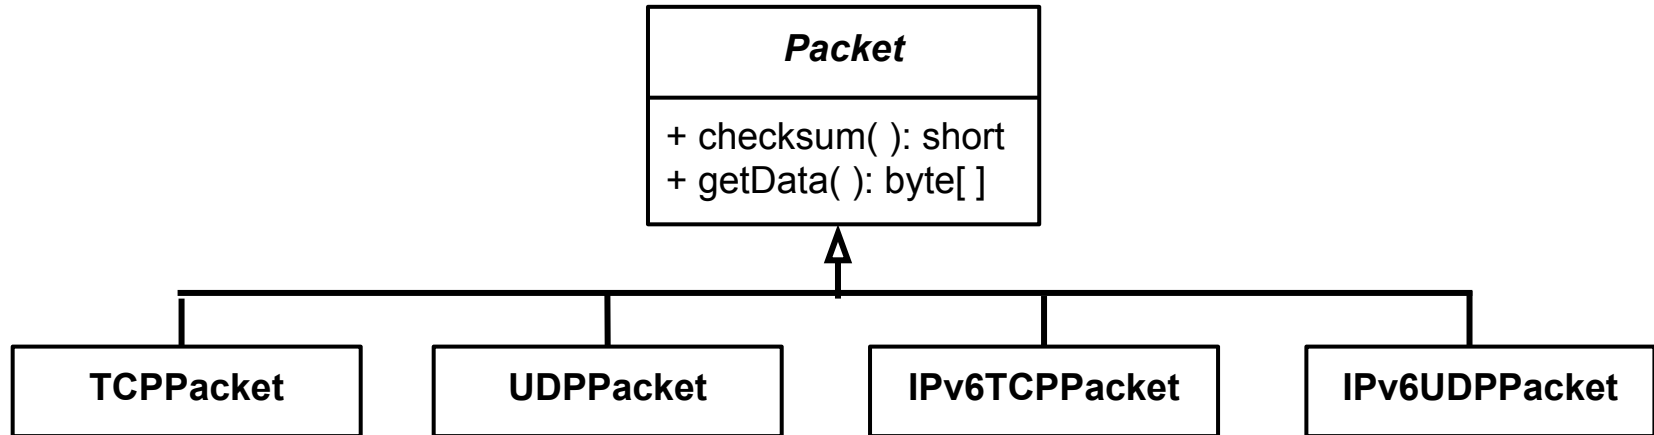 Packet
+ checksum( ): short
+ getData( ): byte[ ]
TCPPacket
UDPPacket
IPv6TCPPacket
IPv6UDPPacket